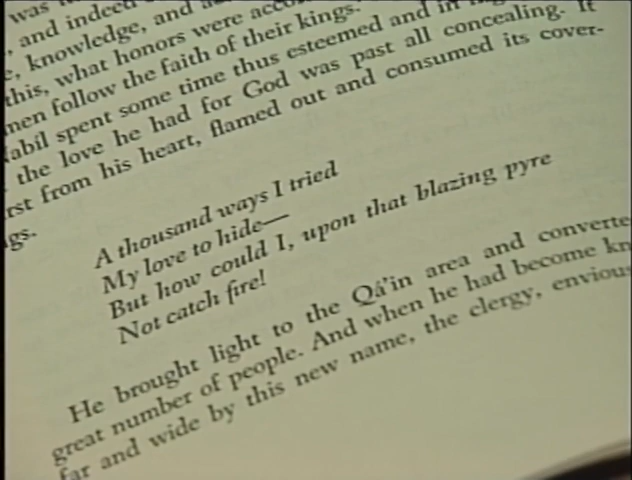 was
, and indeed
e, knowledge, and
this, what honors were
men follow the faith of their kings.
abíl spent some time thus esteemed and in
the love he had for God was past all concealing. It
rst from his heart, flamed out and consumed its cover-
gs.
A thousand ways I tried
My love to hide—
But how could I, upon that blazing pyre
Not catch fire!
He brought light to the Qá'in area and converte
great number of people. And when he had become kn
far and wide by this new name, the clergy, envious